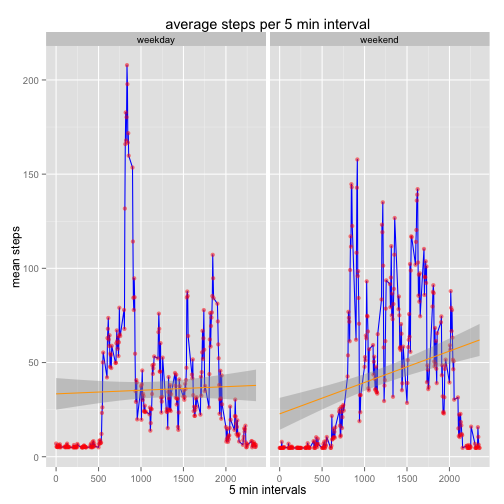 average steps per 5 min interval
weekday weekend
200
150
100
50
0
mean steps
0 500 1000 1500 2000 0 500 1000 1500 2000
5 min intervals